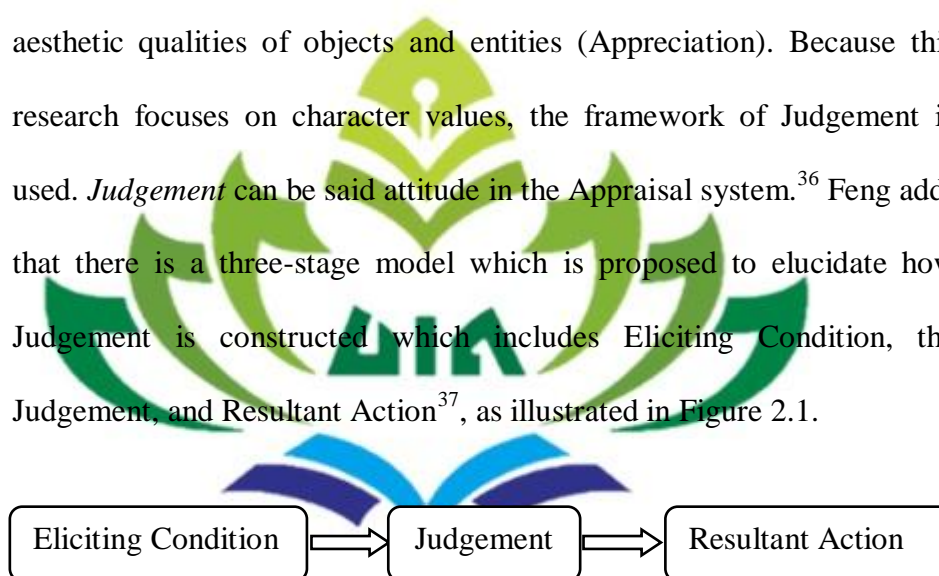 aesthetic qualities of objects and entities (Appreciation). Because thi
research focuses on character values, the framework of Judgement i
used. Judgement can be said attitude in the Appraisal system.36 Feng add
that there is a three-stage model which is proposed to elucidate how
Judgement is constructed which includes Eliciting Condition, th
Judgement, and Resultant Action37, as illustrated in Figure 2.1.
Eliciting Condition Judgement Resultant Action